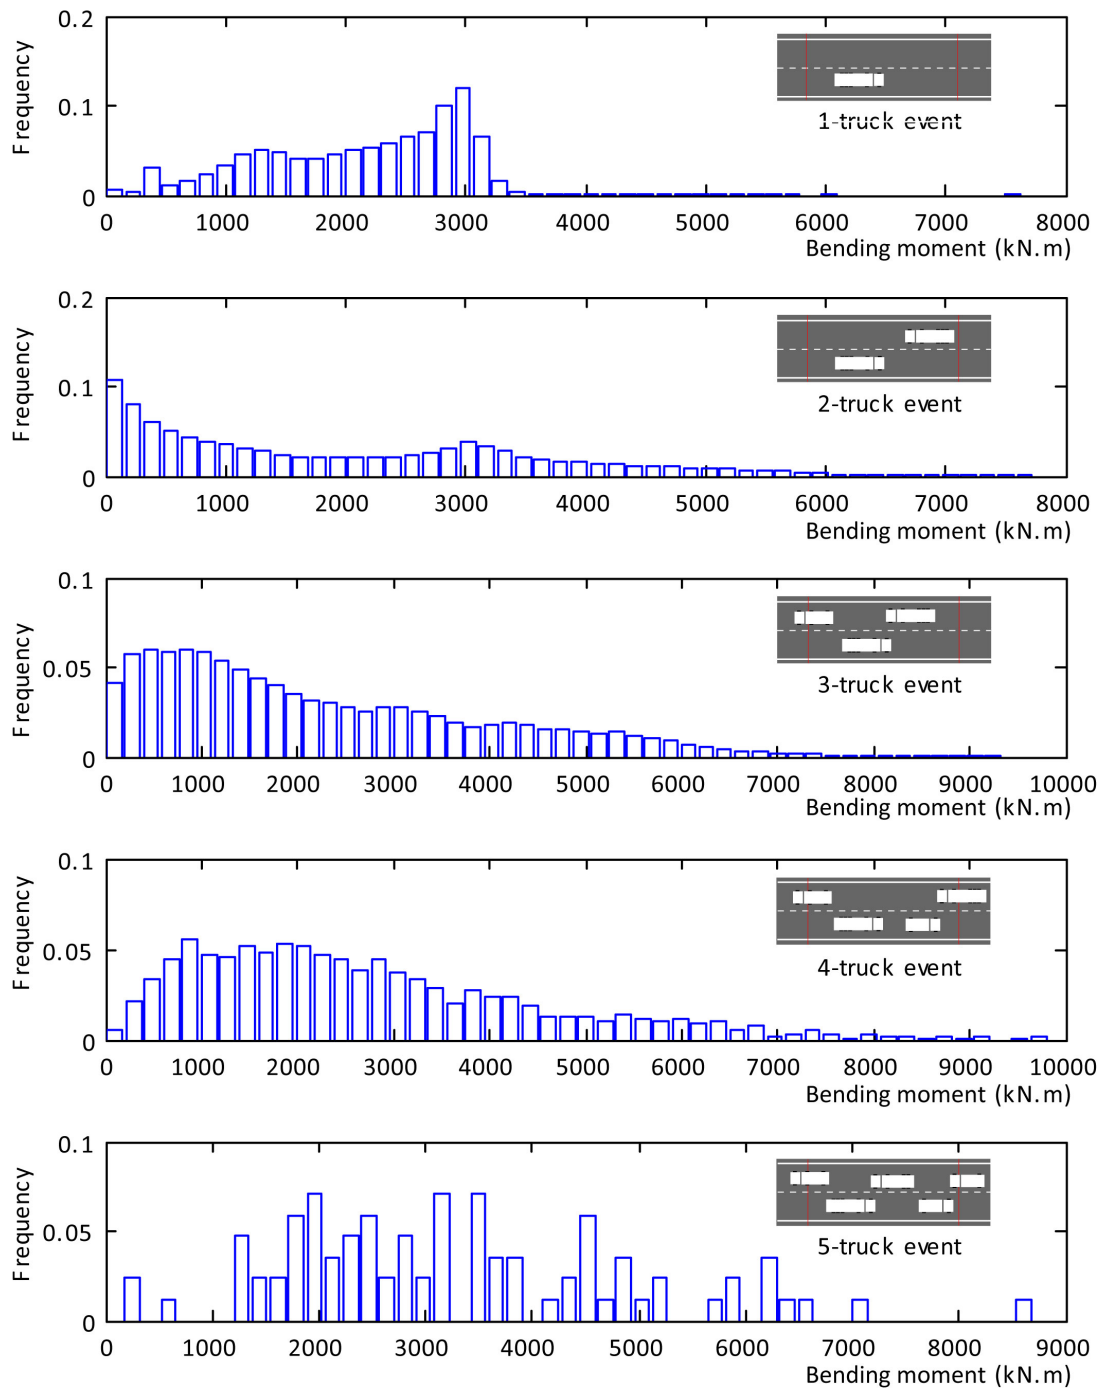 0.2
Frequency
0.1
1-truck event
0
0 1000 2000 3000 4000 5000 6000 7000 8000
Bending moment (kN.m)
0.2
Frequency
0.1
2-truck event
0
0 1000 2000 3000 4000 5000 6000 7000 8000
Bending moment (kN.m)
0.1
Frequency
0.05
3-truck event
0
0 1000 2000 3000 4000 5000 6000 7000 8000 9000 10000
Bending moment (kN.m)
0.1
Frequency
0.05
4-truck event
0
0 1000 2000 3000 4000 5000 6000 7000 8000 9000 10000
Bending moment (kN.m)
0.1
Frequency
0.05
5-truck event
0
0 1000 2000 3000 4000 5000 6000 7000 8000 9000
Bending moment (kN.m)